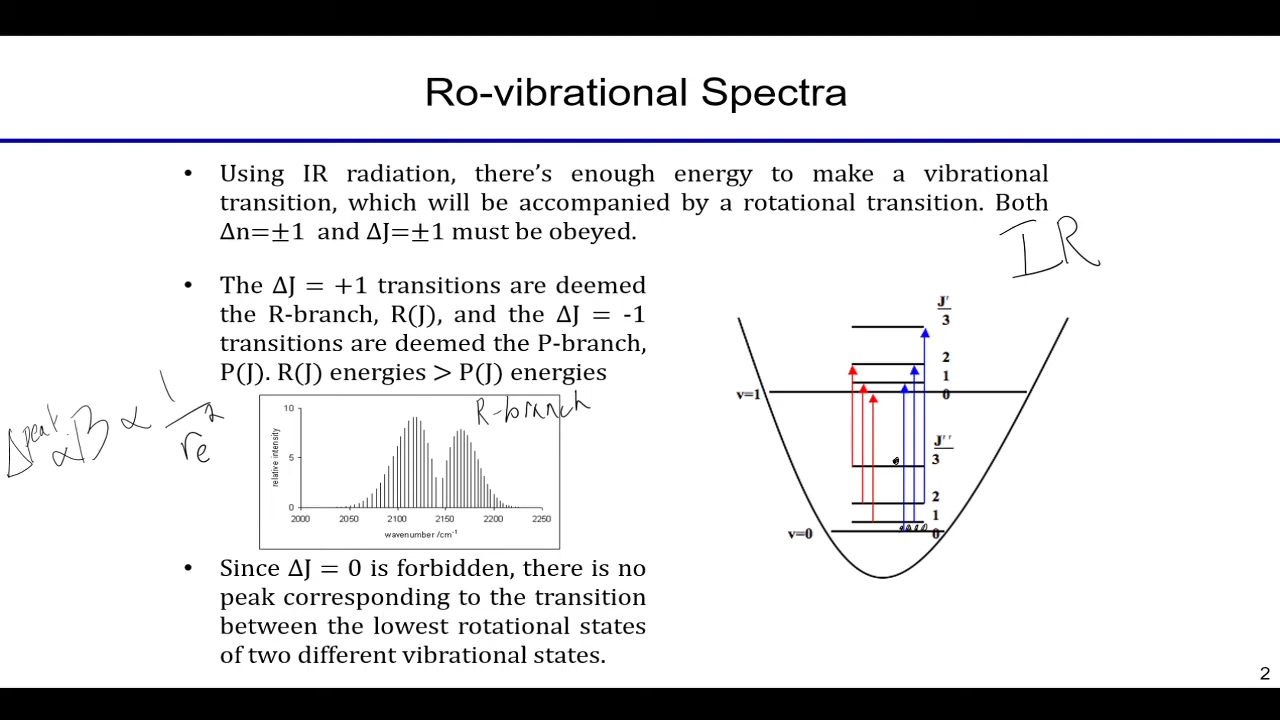 Ro-vibrational Spectra
• Using IR radiation, there's enough energy to make a vibrational
transition, which will be accompanied by a rotational transition. Both
Δn=±1 and ΔJ=±1 must be obeyed.
IR
• The ΔJ = +1 transitions are deemed
the R-branch, R(J), and the ΔJ = -1
transitions are deemed the P-branch,
P(J). R(J) energies > P(J) energies
Δpeak ∝ B ∝ 1/re²
R-branch
10
5
0
relative intensity
2000 2050 2100 2150 2200 2250
wavenumber /cm⁻¹
J'
3
2
1
0
v=1
J''
3
2
1
0
v=0
• Since ΔJ = 0 is forbidden, there is no
peak corresponding to the transition
between the lowest rotational states
of two different vibrational states.
2